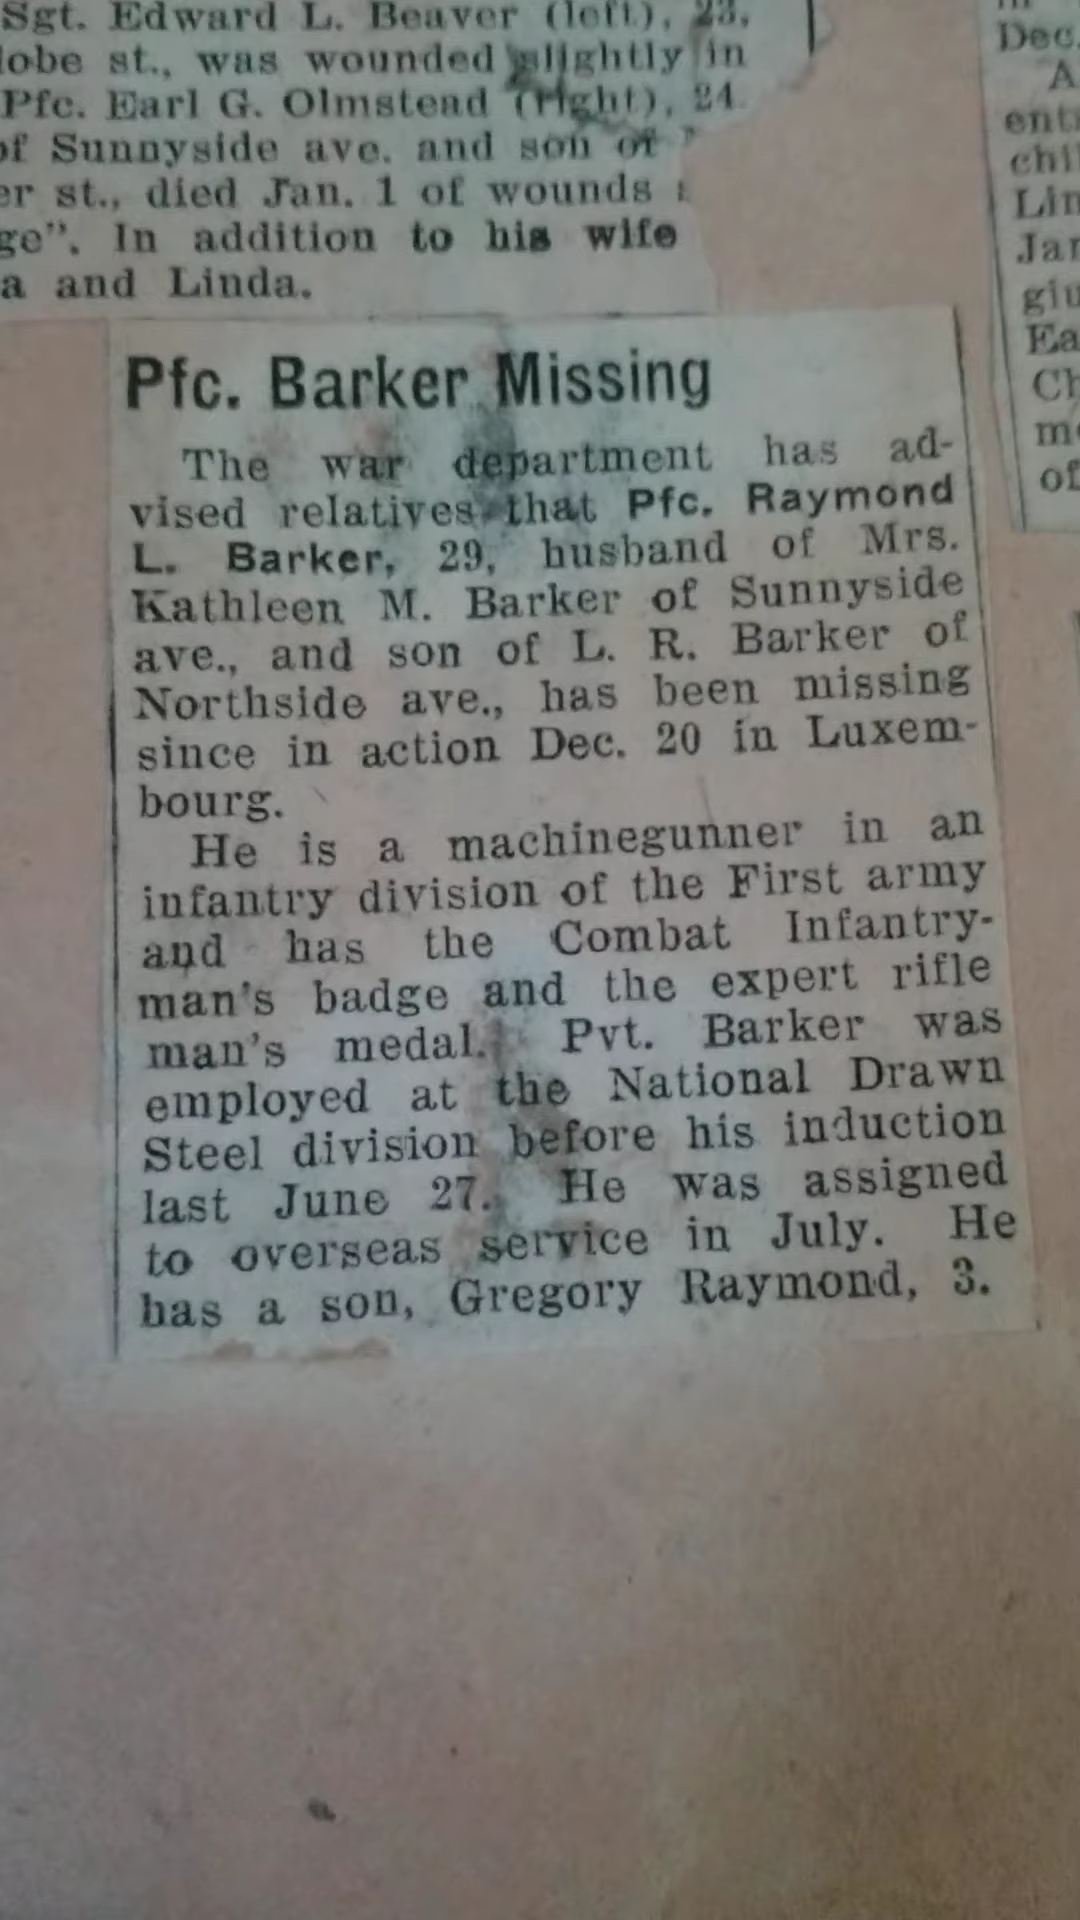 Sgt. Edward L. Beaver (left), 23,
lobe st., was wounded slightly in
Pfc. Earl G. Olmstead (right), 24
of Sunnyside ave. and son of
er st., died Jan. 1 of wounds
ge". In addition to his wife
a and Linda.
Pfc. Barker Missing
The war department has ad-
vised relatives that Pfc. Raymond
L. Barker, 29, husband of Mrs.
Kathleen M. Barker of Sunnyside
ave., and son of L. R. Barker of
Northside ave., has been missing
since in action Dec. 20 in Luxem-
bourg.
He is a machinegunner in an
infantry division of the First army
and has the Combat Infantry-
man's badge and the expert rifle
man's medal. Pvt. Barker was
employed at the National Drawn
Steel division before his induction
last June 27. He was assigned
to overseas service in July. He
has a son, Gregory Raymond, 3.
Dec.
A
ent
chil
Lin
Jan
giu
Ea
Ch
me
of